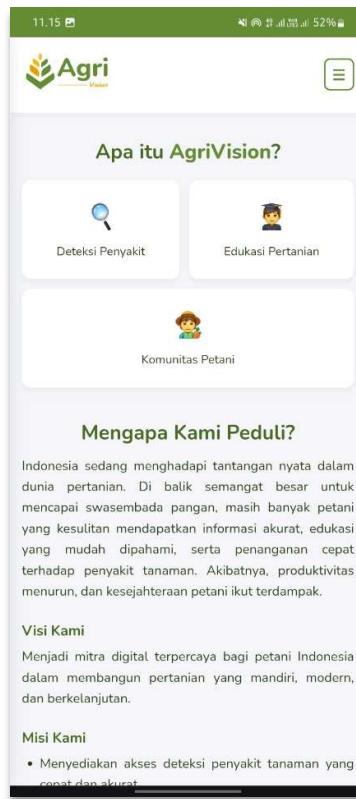 11.15
52%
Agri
Vision
Apa itu AgriVision?
Deteksi Penyakit
Edukasi Pertanian
Komunitas Petani
Mengapa Kami Peduli?
Indonesia sedang menghadapi tantangan nyata dalam
dunia pertanian. Di balik semangat besar untuk
mencapai swasembada pangan, masih banyak petani
yang kesulitan mendapatkan informasi akurat, edukasi
yang mudah dipahami, serta penanganan cepat
terhadap penyakit tanaman. Akibatnya, produktivitas
menurun, dan kesejahteraan petani ikut terdampak.
Visi Kami
Menjadi mitra digital terpercaya bagi petani Indonesia
dalam membangun pertanian yang mandiri, modern,
dan berkelanjutan.
Misi Kami
• Menyediakan akses deteksi penyakit tanaman yang
cepat dan akurat